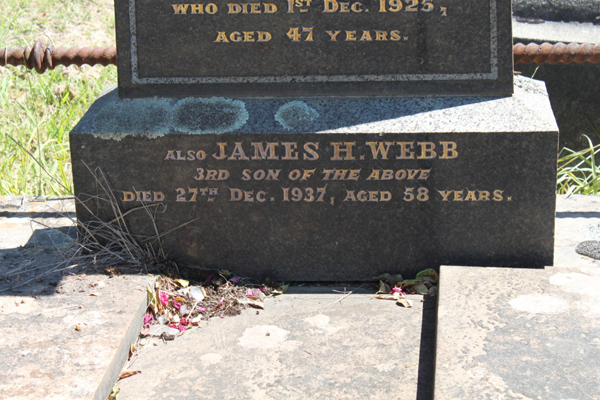 WHO DIED 1ST DEC. 1925,
AGED 47 YEARS.
ALSO JAMES H. WEBB
3RD SON OF THE ABOVE
DIED 27TH DEC. 1937, AGED 58 YEARS.